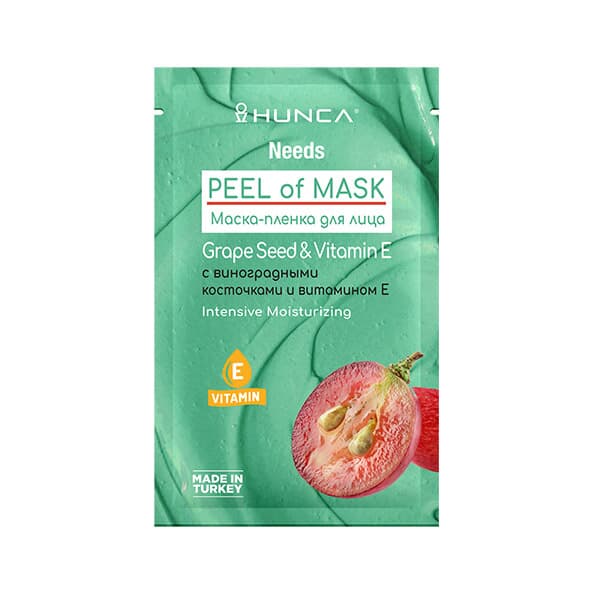 HUNCA®
Needs
PEEL of MASK
Маска-пленка для лица
Grape Seed & Vitamin E
с виноградными
косточками и витамином Е
Intensive Moisturizing
E
VITAMIN
MADE IN
TURKEY